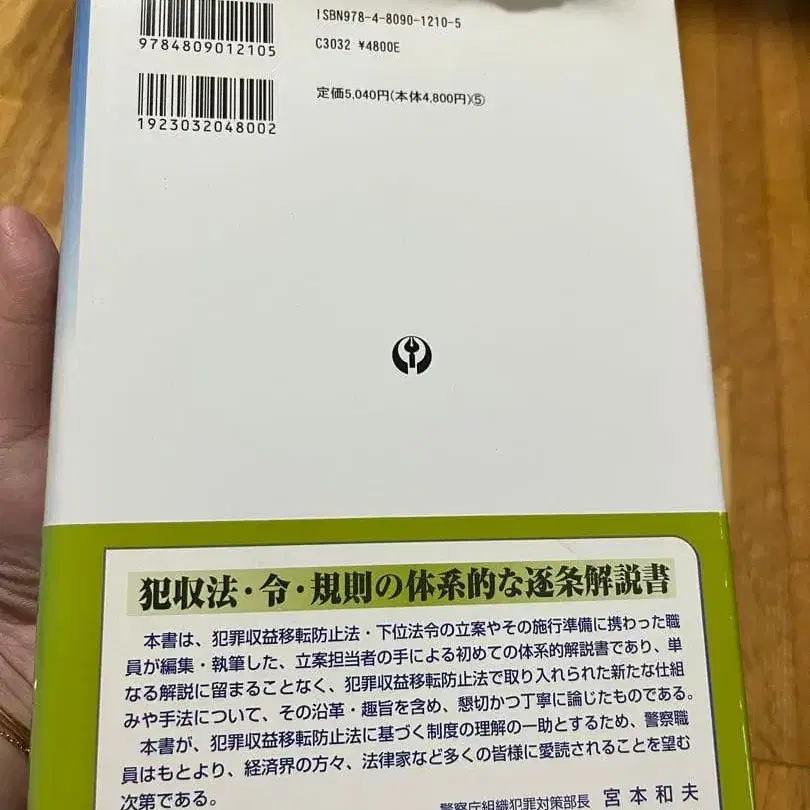 ISBN978-4-8090-1210-5
9784809012105
C3032 ¥4800E
定価5,040円(本体4,800円)⑤
1923032048002
犯収法・令・規則の体系的な逐条解説書
本書は、犯罪収益移転防止法・下位法令の立案やその施行準備に携わった職
員が編集・執筆した、立案担当者の手による初めての体系的解説書であり、単
なる解説に留まることなく、犯罪収益移転防止法で取り入れられた新たな仕組
みや手法について、その沿革・趣旨を含め、懇切かつ丁寧に論じたものである。
本書が、犯罪収益移転防止法に基づく制度の理解の一助とするため、警察職
員はもとより、経済界の方々、法律家など多くの皆様に愛読されることを望む
次第である。
警察庁組織犯罪対策部長 宮本和夫